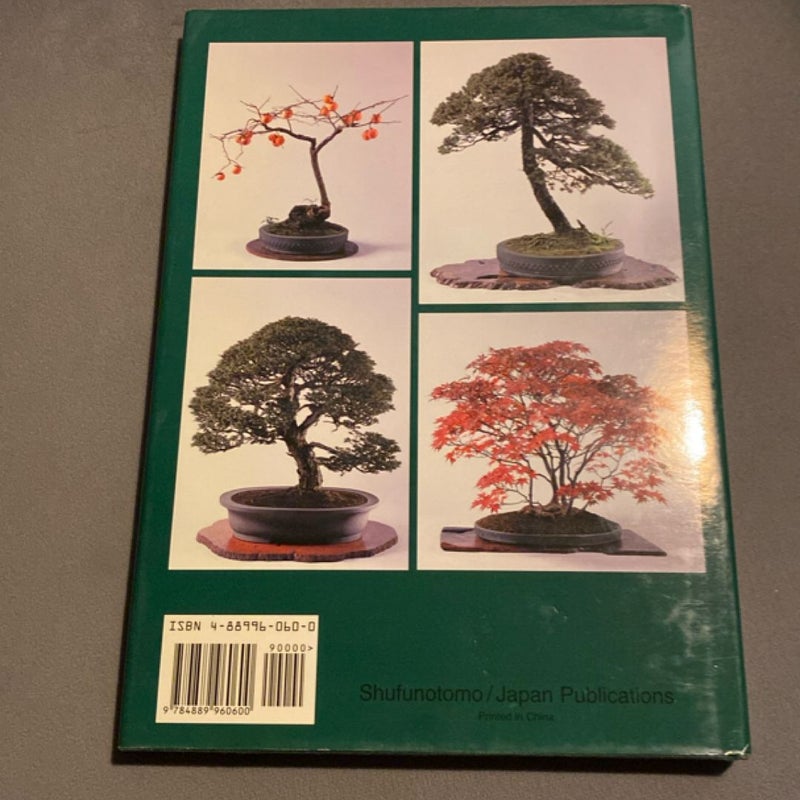 ISBN 4-88996-060-0
90000>
9 784889 960600
Shufunotomo/Japan Publications
Printed in China